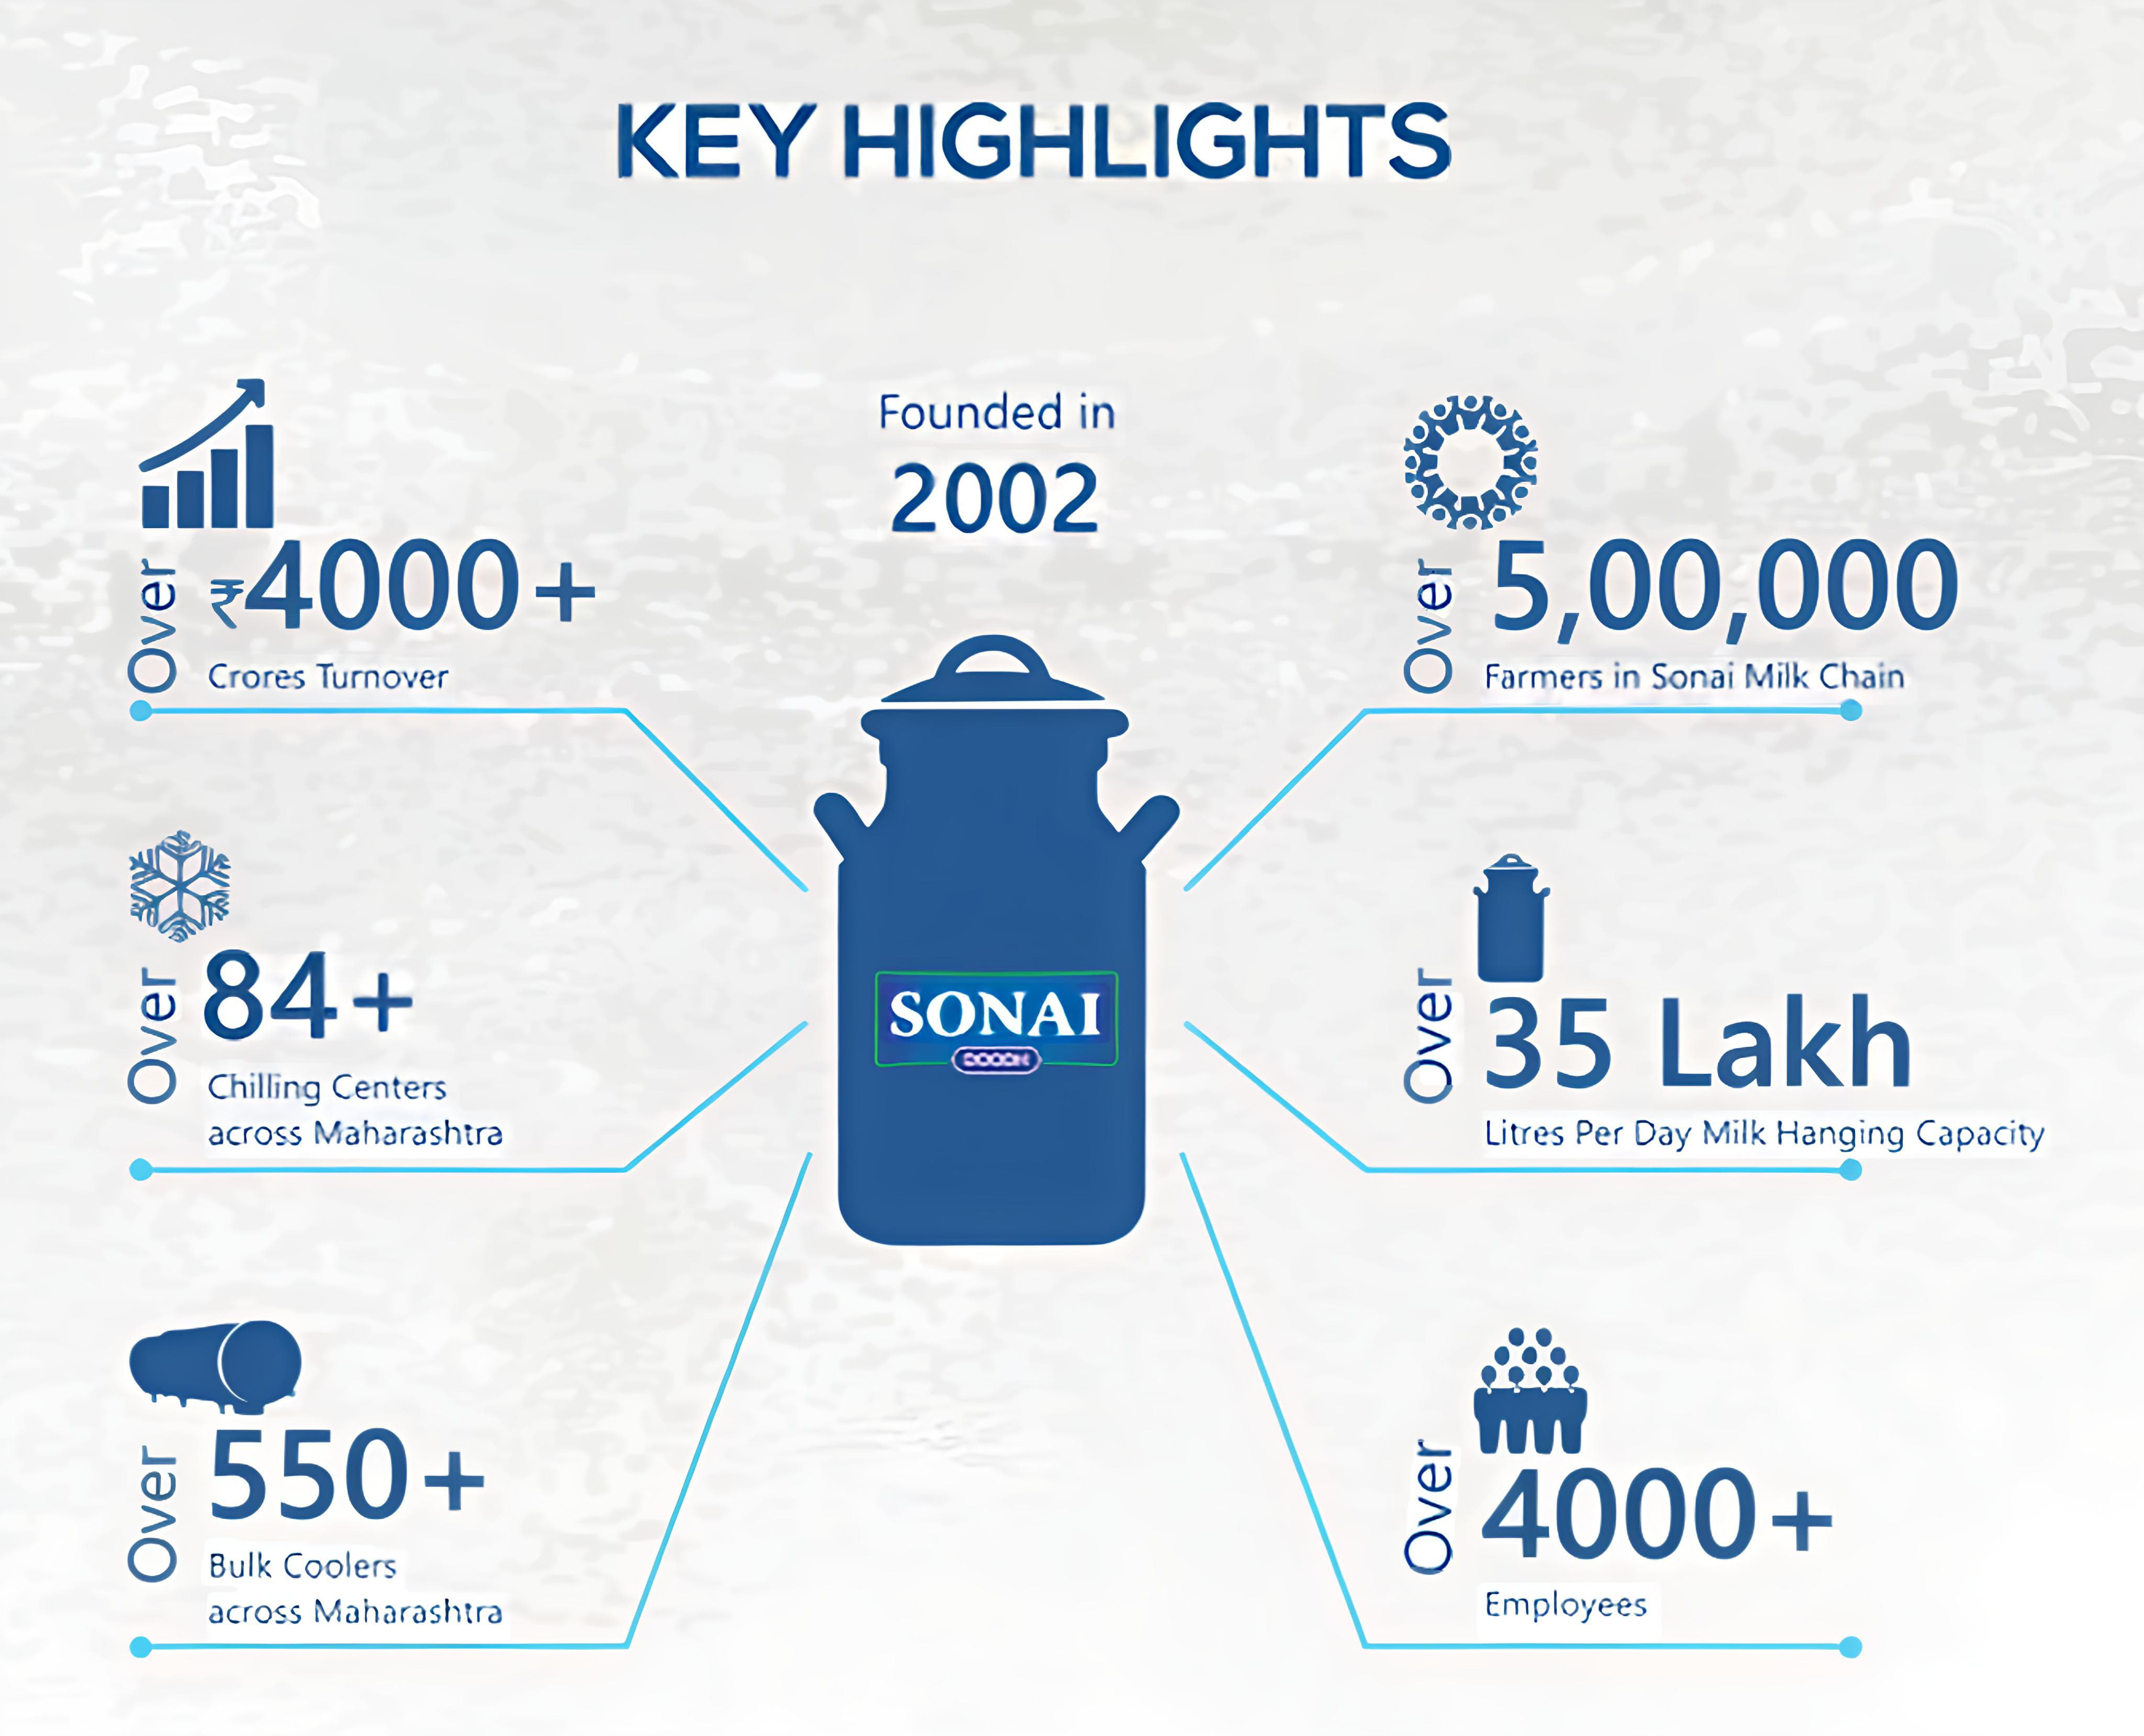 KEY HIGHLIGHTS
Founded in
2002
Over
₹4000+
Crores Turnover
Over
84+
Chilling Centers
across Maharashtra
Over
550+
Bulk Coolers
across Maharashtra
SONAI
Over
5,00,000
Farmers in Sonai Milk Chain
Over
35 Lakh
Litres Per Day Milk Hanging Capacity
Over
4000+
Employees